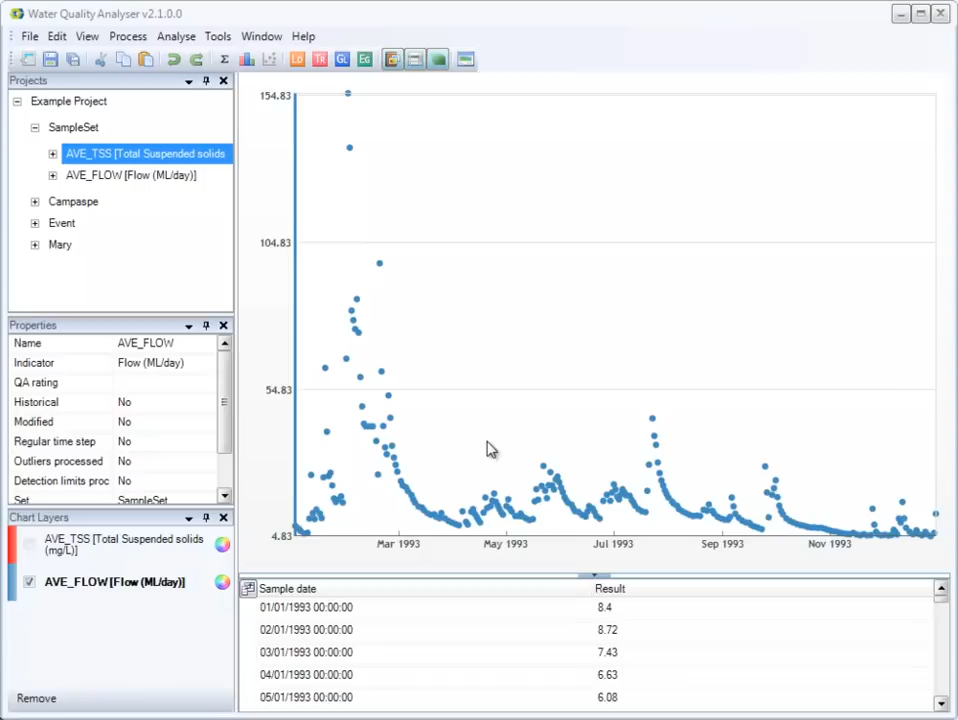 Water Quality Analyser v2.1.0.0
File Edit View Process Analyse Tools Window Help
Σ LD TR GL
Projects
Example Project
SampleSet
AVE_TSS [Total Suspended solids
AVE_FLOW [Flow (ML/day)]
Campaspe
Event
Mary
Properties
Name AVE_FLOW
Indicator Flow (ML/day)
QA rating
Historical No
Modified No
Regular time step No
Outliers processed No
Detection limits proc No
Set SampleSet
Chart Layers
AVE_TSS [Total Suspended solids
(mg/L)]
AVE_FLOW [Flow (ML/day)]
Remove
154.83
104.83
54.83
4.83
Mar 1993 May 1993 Jul 1993 Sep 1993 Nov 1993
Sample date Result
01/01/1993 00:00:00 8.4
02/01/1993 00:00:00 8.72
03/01/1993 00:00:00 7.43
04/01/1993 00:00:00 6.63
05/01/1993 00:00:00 6.08